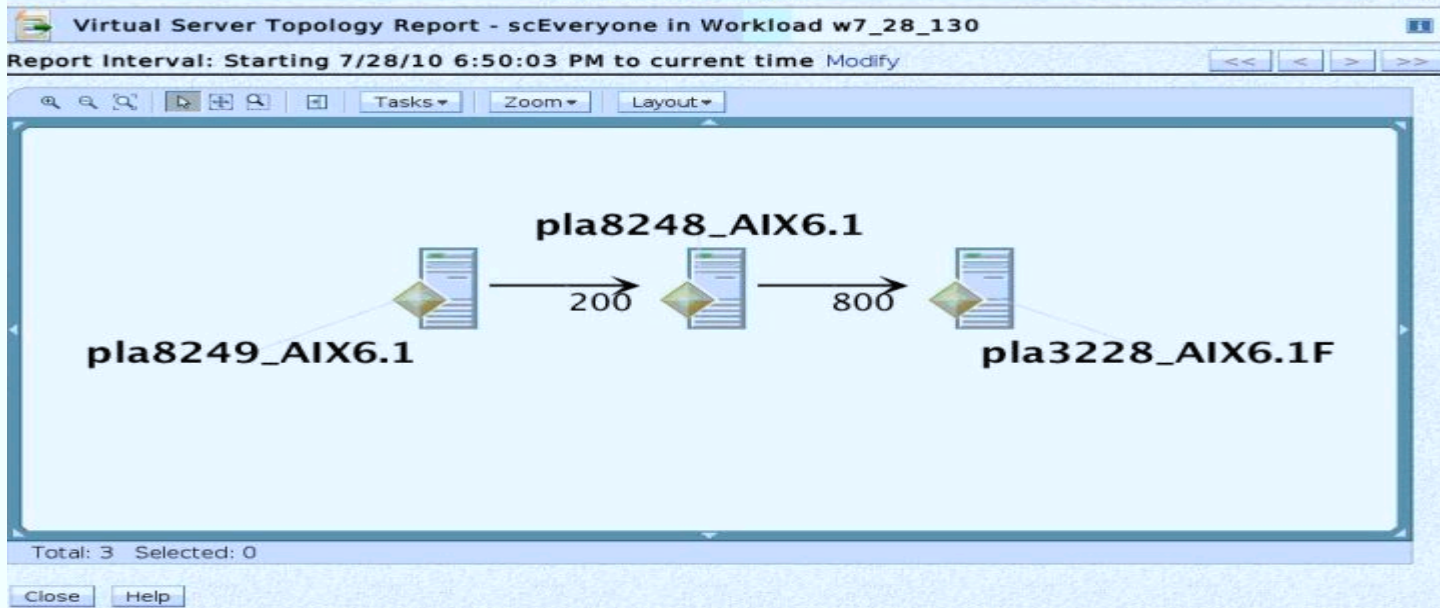 Virtual Server Topology Report - scEveryone in Workload w7_28_130
Report Interval: Starting 7/28/10 6:50:03 PM to current time Modify << < > >>
Tasks Zoom Layout
pla8248_AIX6.1
200 800
pla8249_AIX6.1 pla3228_AIX6.1F
Total: 3 Selected: 0
Close Help